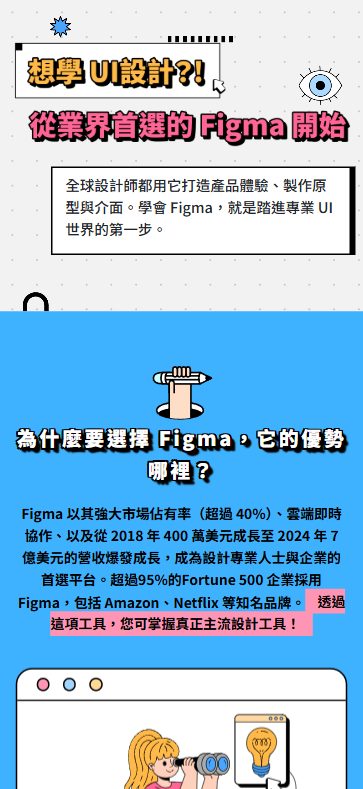 想學 UI設計?!
從業界首選的 Figma 開始
全球設計師都用它打造產品體驗、製作原
型與介面。學會 Figma，就是踏進專業 UI
世界的第一步。
為什麼要選擇 Figma，它的優勢
哪裡？
Figma 以其強大市場佔有率（超過 40%）、雲端即時
協作、以及從 2018 年 400 萬美元成長至 2024 年 7
億美元的營收爆發成長，成為設計專業人士與企業的
首選平台。超過95%的Fortune 500 企業採用
Figma，包括 Amazon、Netflix 等知名品牌。 透過
這項工具，您可掌握真正主流設計工具！